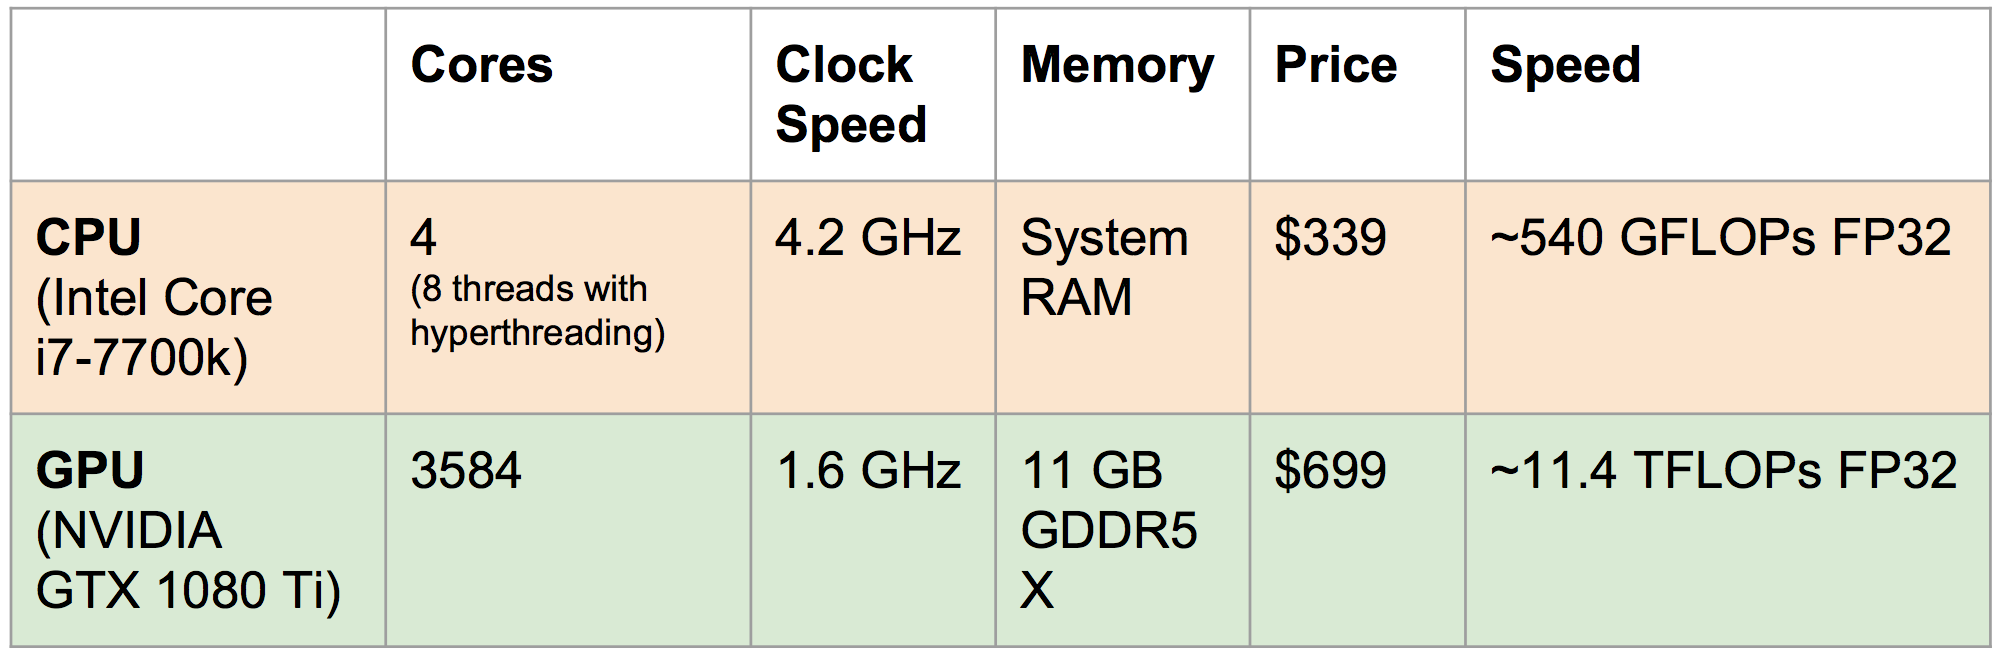 Cores
Clock
Speed
Memory
Price
Speed
CPU
(Intel Core
i7-7700k)
4
(8 threads with
hyperthreading)
4.2 GHz
System
RAM
$339
~540 GFLOPs FP32
GPU
(NVIDIA
GTX 1080 Ti)
3584
1.6 GHz
11 GB
GDDR5
X
$699
~11.4 TFLOPs FP32